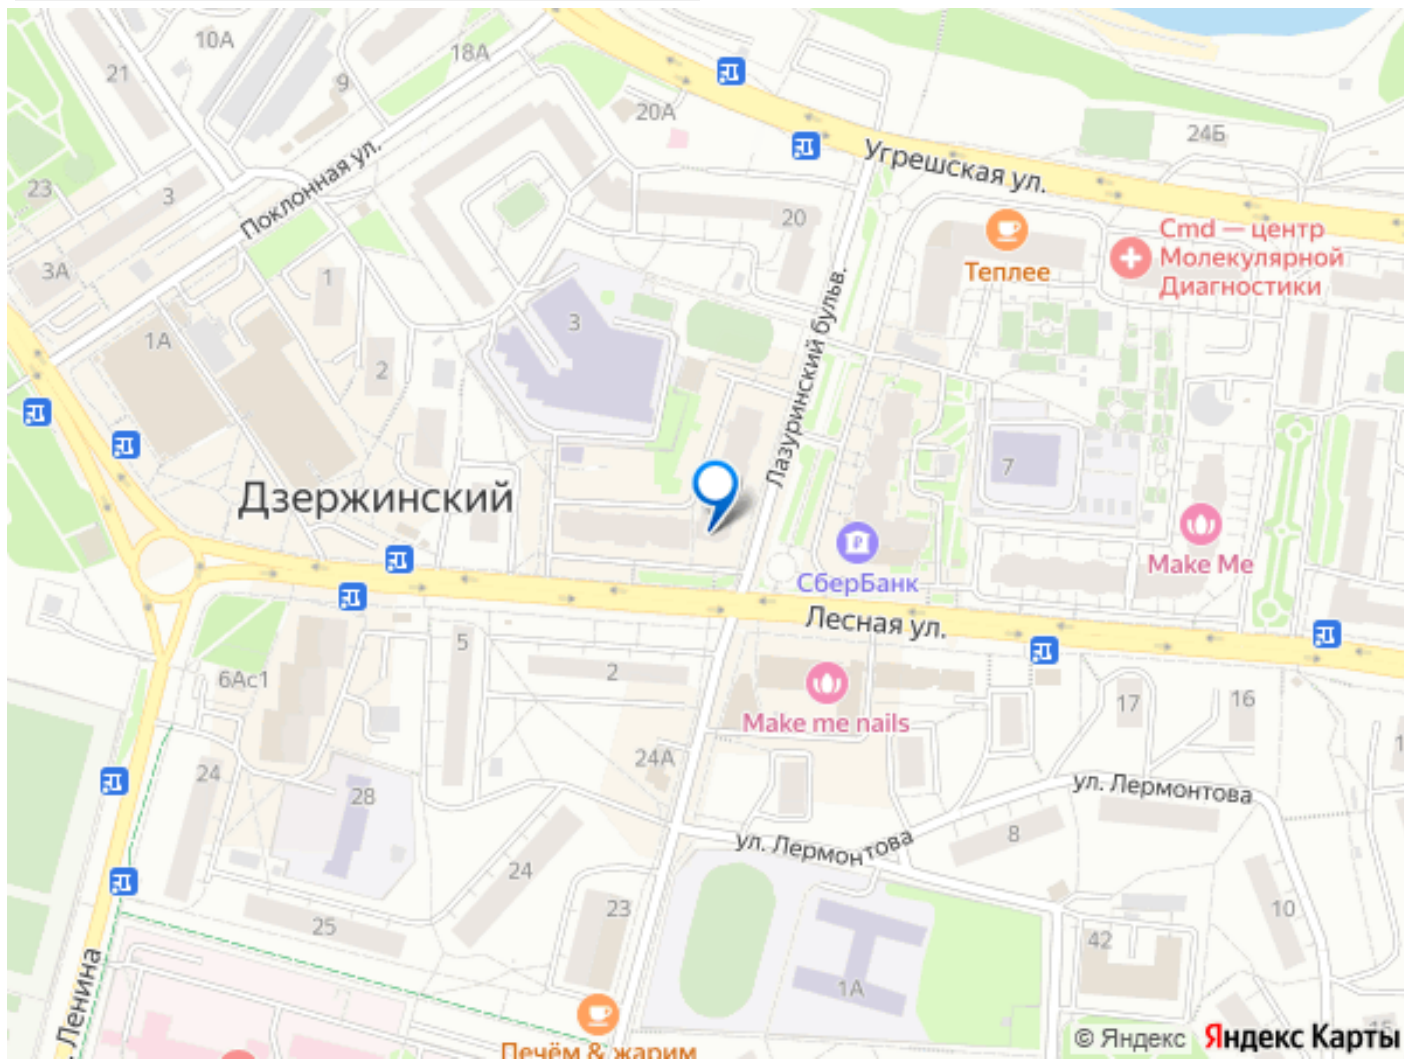 10А
21
18А
9
20А
24Б
Угрешская ул.
23
3
Поклонная ул.
20
Cmd — центр
Молекулярной
Диагностики
Теплее
3А
1
3
1А
2
Лазуринский бульв.
7
Дзержинский
Make Me
СберБанк
Лесная ул.
5
2
6Ас1
17
16
Make me nails
24А
24
28
ул. Лермонтова
8
ул. Лермонтова
24
23
25
10
42
1А
Ленина
Печём & жарим
15
© Яндекс Яндекс Карты